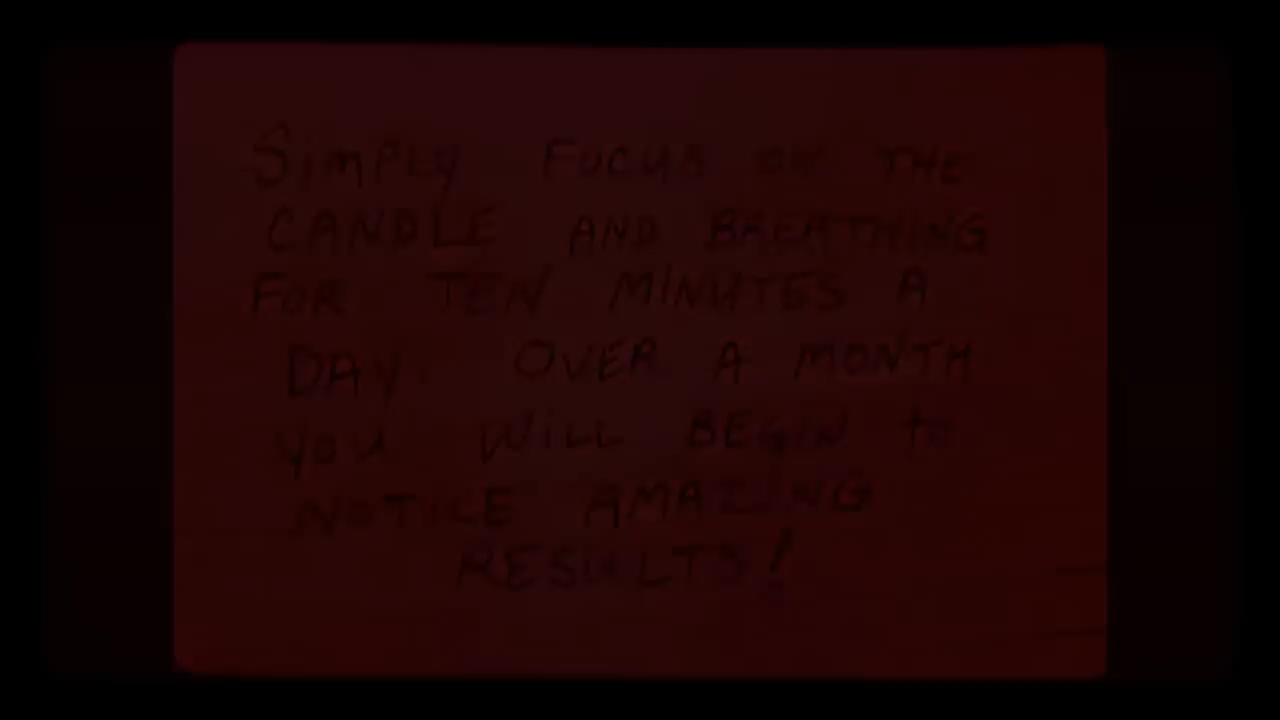 SiMPLY FOCUS ON THE
CANDLE AND BREATHING
FOR TEN MINUTES A
DAY. OVER A MONTH
YOU WiLL BEGIN to
NOTICE AMAZING
RESULTS!